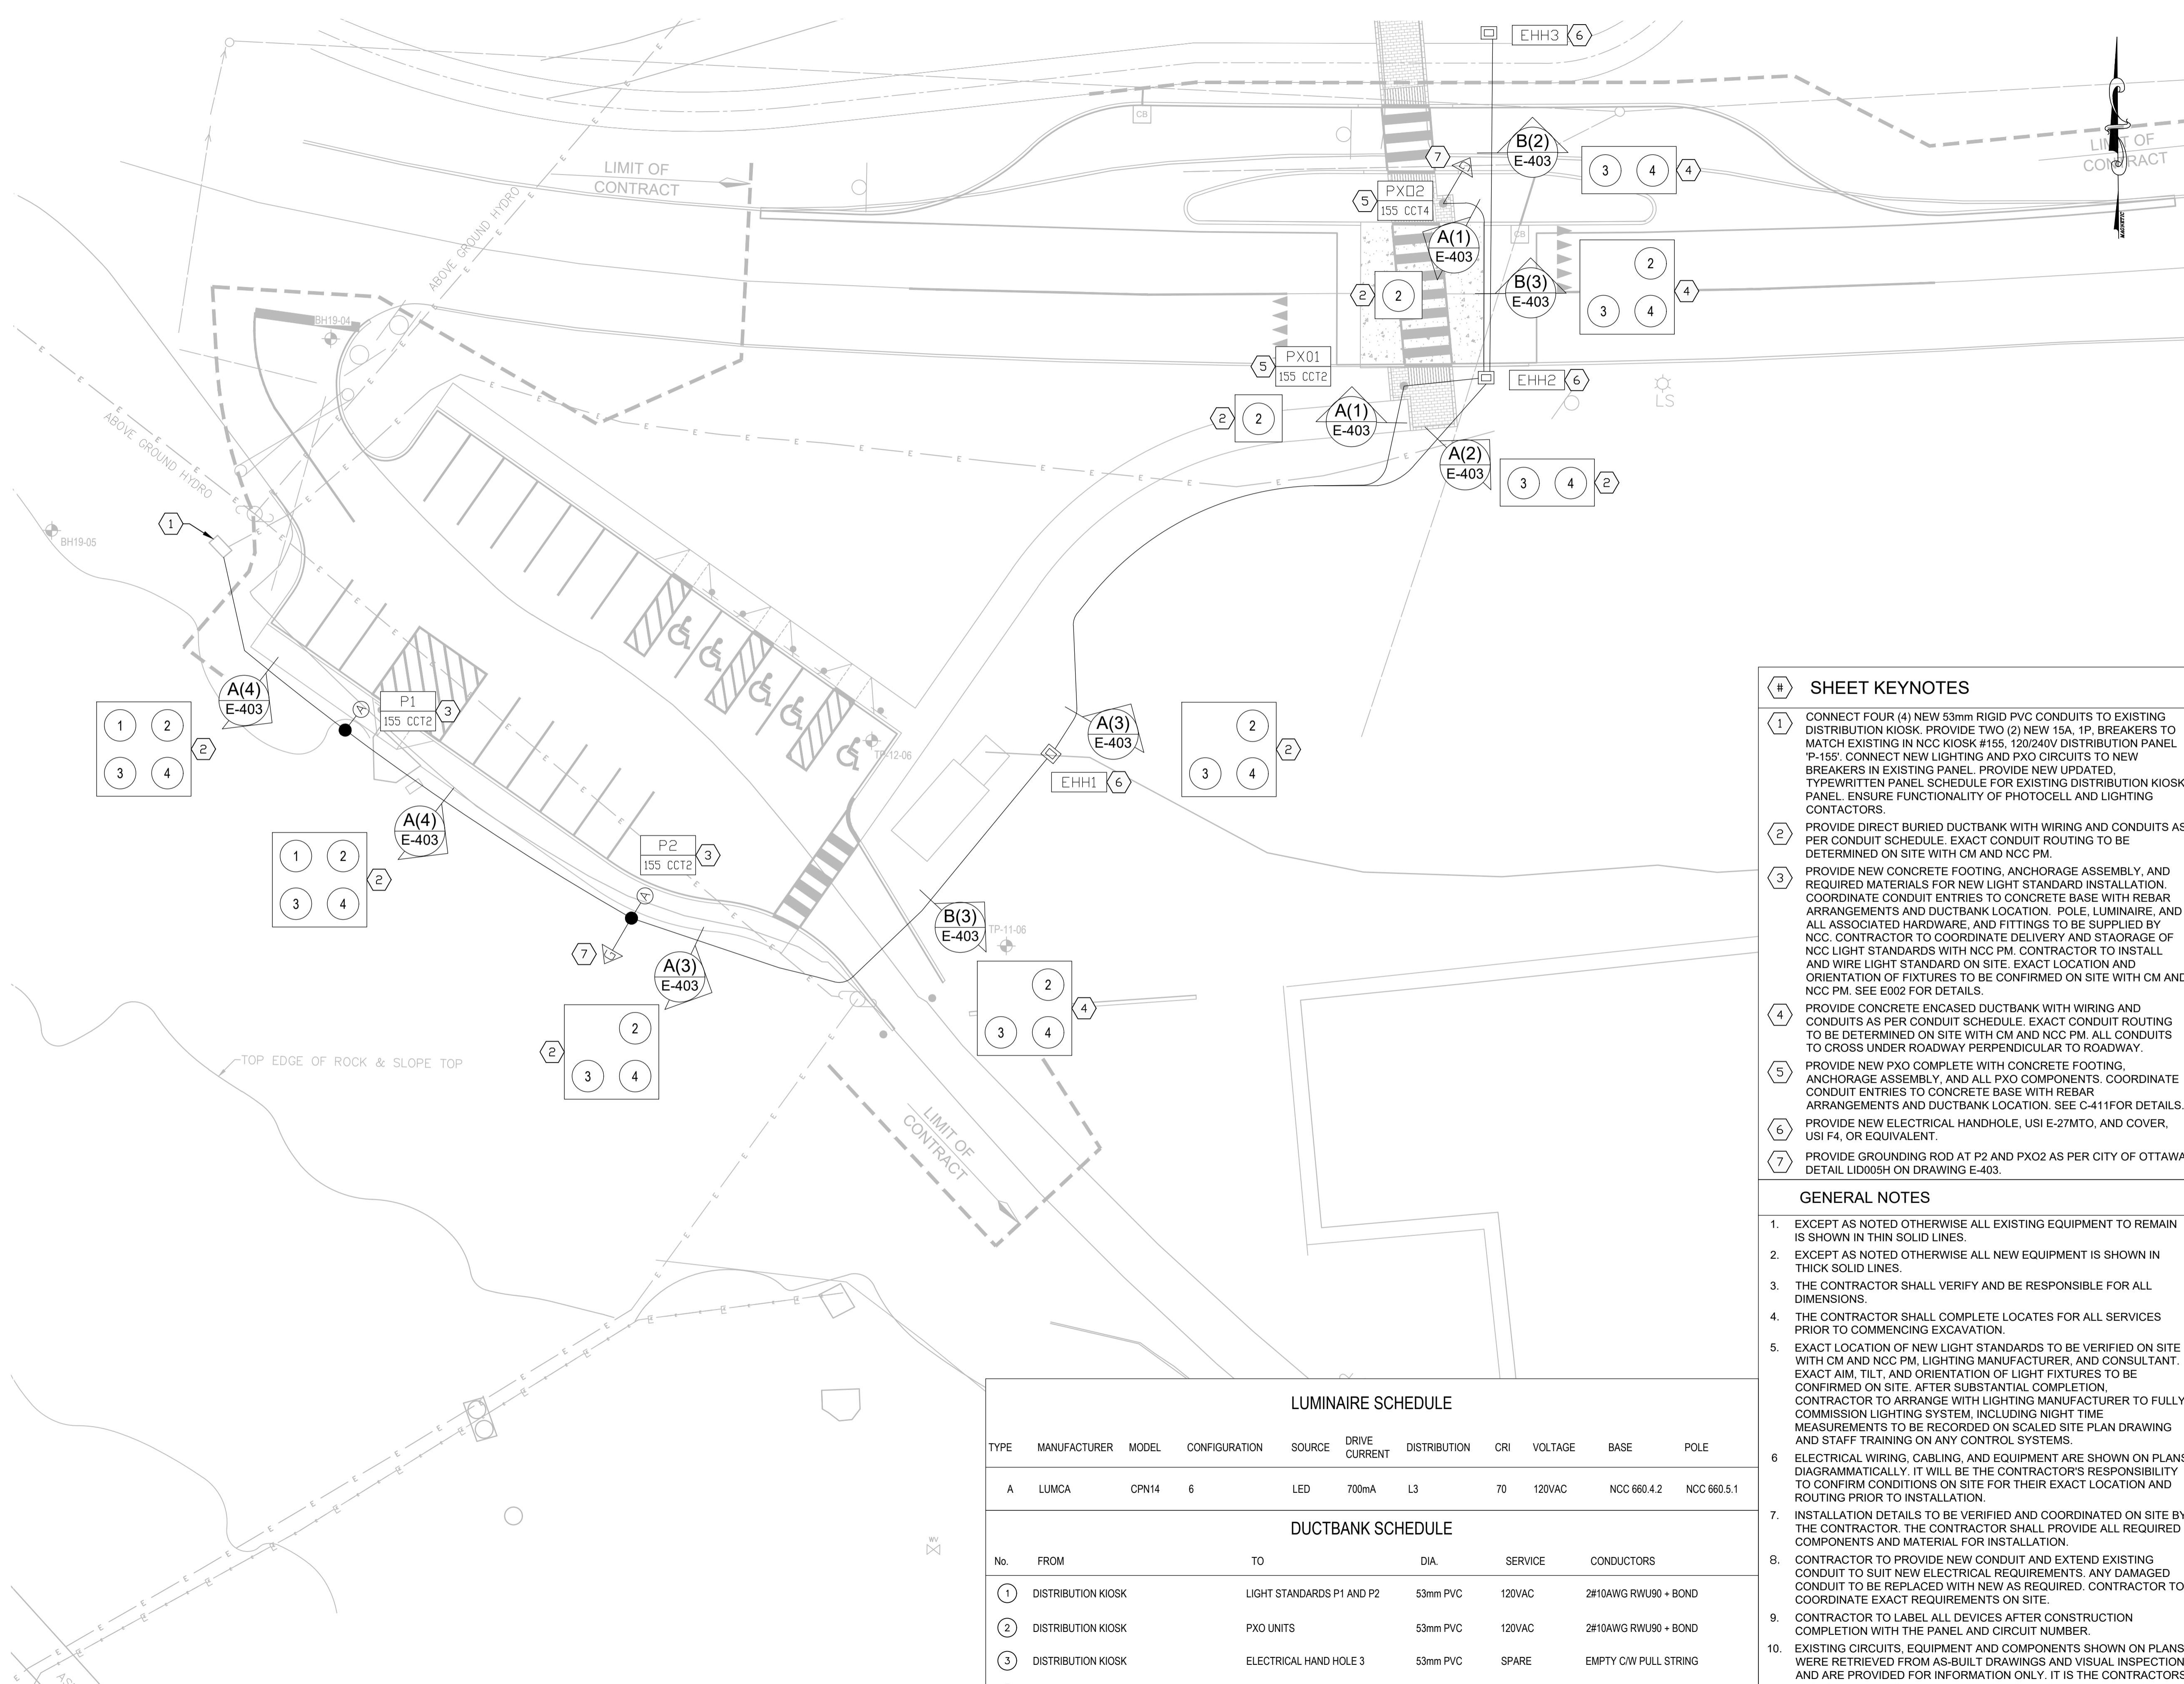 EHH3 6
CB
B(2)
E-403
3 4 4
7
LIMIT OF
CONTRACT
PX02
155 CCT4
5
A(1)
E-403
CB
LIMIT OF
CONTRACT
MAGNETIC
ABOVE GROUND HYDRO
2 2
B(3)
E-403
2
3 4
4
BH19-04
PX01
155 CCT2
5
EHH2 6
LS
2 2
A(1)
E-403
A(2)
E-403
3 4 2
ABOVE GROUND HYDRO
1
BH19-05
A(4)
E-403
P1
155 CCT2
3
A
1 2
3 4
2
A(3)
E-403
2
3 4
2
TP-12-06
EHH1 6
A(4)
E-403
1 2
3 4
2
P2
155 CCT2
3
A
7
B(3)
E-403
TP-11-06
A(3)
E-403
2
3 4
4
2
3 4
2
TOP EDGE OF ROCK & SLOPE TOP
LIMIT OF
CONTRACT
WV
# SHEET KEYNOTES
1 CONNECT FOUR (4) NEW 53mm RIGID PVC CONDUITS TO EXISTING
DISTRIBUTION KIOSK. PROVIDE TWO (2) NEW 15A, 1P, BREAKERS TO
MATCH EXISTING IN NCC KIOSK #155, 120/240V DISTRIBUTION PANEL
'P-155'. CONNECT NEW LIGHTING AND PXO CIRCUITS TO NEW
BREAKERS IN EXISTING PANEL. PROVIDE NEW UPDATED,
TYPEWRITTEN PANEL SCHEDULE FOR EXISTING DISTRIBUTION KIOSK
PANEL. ENSURE FUNCTIONALITY OF PHOTOCELL AND LIGHTING
CONTACTORS.
2 PROVIDE DIRECT BURIED DUCTBANK WITH WIRING AND CONDUITS AS
PER CONDUIT SCHEDULE. EXACT CONDUIT ROUTING TO BE
DETERMINED ON SITE WITH CM AND NCC PM.
3 PROVIDE NEW CONCRETE FOOTING, ANCHORAGE ASSEMBLY, AND
REQUIRED MATERIALS FOR NEW LIGHT STANDARD INSTALLATION.
COORDINATE CONDUIT ENTRIES TO CONCRETE BASE WITH REBAR
ARRANGEMENTS AND DUCTBANK LOCATION. POLE, LUMINAIRE, AND
ALL ASSOCIATED HARDWARE, AND FITTINGS TO BE SUPPLIED BY
NCC. CONTRACTOR TO COORDINATE DELIVERY AND STAORAGE OF
NCC LIGHT STANDARDS WITH NCC PM. CONTRACTOR TO INSTALL
AND WIRE LIGHT STANDARD ON SITE. EXACT LOCATION AND
ORIENTATION OF FIXTURES TO BE CONFIRMED ON SITE WITH CM AND
NCC PM. SEE E002 FOR DETAILS.
4 PROVIDE CONCRETE ENCASED DUCTBANK WITH WIRING AND
CONDUITS AS PER CONDUIT SCHEDULE. EXACT CONDUIT ROUTING
TO BE DETERMINED ON SITE WITH CM AND NCC PM. ALL CONDUITS
TO CROSS UNDER ROADWAY PERPENDICULAR TO ROADWAY.
5 PROVIDE NEW PXO COMPLETE WITH CONCRETE FOOTING,
ANCHORAGE ASSEMBLY, AND ALL PXO COMPONENTS. COORDINATE
CONDUIT ENTRIES TO CONCRETE BASE WITH REBAR
ARRANGEMENTS AND DUCTBANK LOCATION. SEE C-411FOR DETAILS.
6 PROVIDE NEW ELECTRICAL HANDHOLE, USI E-27MTO, AND COVER,
USI F4, OR EQUIVALENT.
7 PROVIDE GROUNDING ROD AT P2 AND PXO2 AS PER CITY OF OTTAWA
DETAIL LID005H ON DRAWING E-403.
GENERAL NOTES
1. EXCEPT AS NOTED OTHERWISE ALL EXISTING EQUIPMENT TO REMAIN
IS SHOWN IN THIN SOLID LINES.
2. EXCEPT AS NOTED OTHERWISE ALL NEW EQUIPMENT IS SHOWN IN
THICK SOLID LINES.
3. THE CONTRACTOR SHALL VERIFY AND BE RESPONSIBLE FOR ALL
DIMENSIONS.
4. THE CONTRACTOR SHALL COMPLETE LOCATES FOR ALL SERVICES
PRIOR TO COMMENCING EXCAVATION.
5. EXACT LOCATION OF NEW LIGHT STANDARDS TO BE VERIFIED ON SITE
WITH CM AND NCC PM, LIGHTING MANUFACTURER, AND CONSULTANT.
EXACT AIM, TILT, AND ORIENTATION OF LIGHT FIXTURES TO BE
CONFIRMED ON SITE. AFTER SUBSTANTIAL COMPLETION,
CONTRACTOR TO ARRANGE WITH LIGHTING MANUFACTURER TO FULLY
COMMISSION LIGHTING SYSTEM, INCLUDING NIGHT TIME
MEASUREMENTS TO BE RECORDED ON SCALED SITE PLAN DRAWING
AND STAFF TRAINING ON ANY CONTROL SYSTEMS.
6 ELECTRICAL WIRING, CABLING, AND EQUIPMENT ARE SHOWN ON PLANS
DIAGRAMMATICALLY. IT WILL BE THE CONTRACTOR'S RESPONSIBILITY
TO CONFIRM CONDITIONS ON SITE FOR THEIR EXACT LOCATION AND
ROUTING PRIOR TO INSTALLATION.
7. INSTALLATION DETAILS TO BE VERIFIED AND COORDINATED ON SITE BY
THE CONTRACTOR. THE CONTRACTOR SHALL PROVIDE ALL REQUIRED
COMPONENTS AND MATERIAL FOR INSTALLATION.
8. CONTRACTOR TO PROVIDE NEW CONDUIT AND EXTEND EXISTING
CONDUIT TO SUIT NEW ELECTRICAL REQUIREMENTS. ANY DAMAGED
CONDUIT TO BE REPLACED WITH NEW AS REQUIRED. CONTRACTOR TO
COORDINATE EXACT REQUIREMENTS ON SITE.
9. CONTRACTOR TO LABEL ALL DEVICES AFTER CONSTRUCTION
COMPLETION WITH THE PANEL AND CIRCUIT NUMBER.
10. EXISTING CIRCUITS, EQUIPMENT AND COMPONENTS SHOWN ON PLANS
WERE RETRIEVED FROM AS-BUILT DRAWINGS AND VISUAL INSPECTION
AND ARE PROVIDED FOR INFORMATION ONLY. IT IS THE CONTRACTORS
LUMINAIRE SCHEDULE
TYPE MANUFACTURER MODEL CONFIGURATION SOURCE DRIVE CURRENT DISTRIBUTION CRI VOLTAGE BASE POLE
A LUMCA CPN14 6 LED 700mA L3 70 120VAC NCC 660.4.2 NCC 660.5.1
DUCTBANK SCHEDULE
No. FROM TO DIA. SERVICE CONDUCTORS
1 DISTRIBUTION KIOSK LIGHT STANDARDS P1 AND P2 53mm PVC 120VAC 2#10AWG RWU90 + BOND
2 DISTRIBUTION KIOSK PXO UNITS 53mm PVC 120VAC 2#10AWG RWU90 + BOND
3 DISTRIBUTION KIOSK ELECTRICAL HAND HOLE 3 53mm PVC SPARE EMPTY C/W PULL STRING